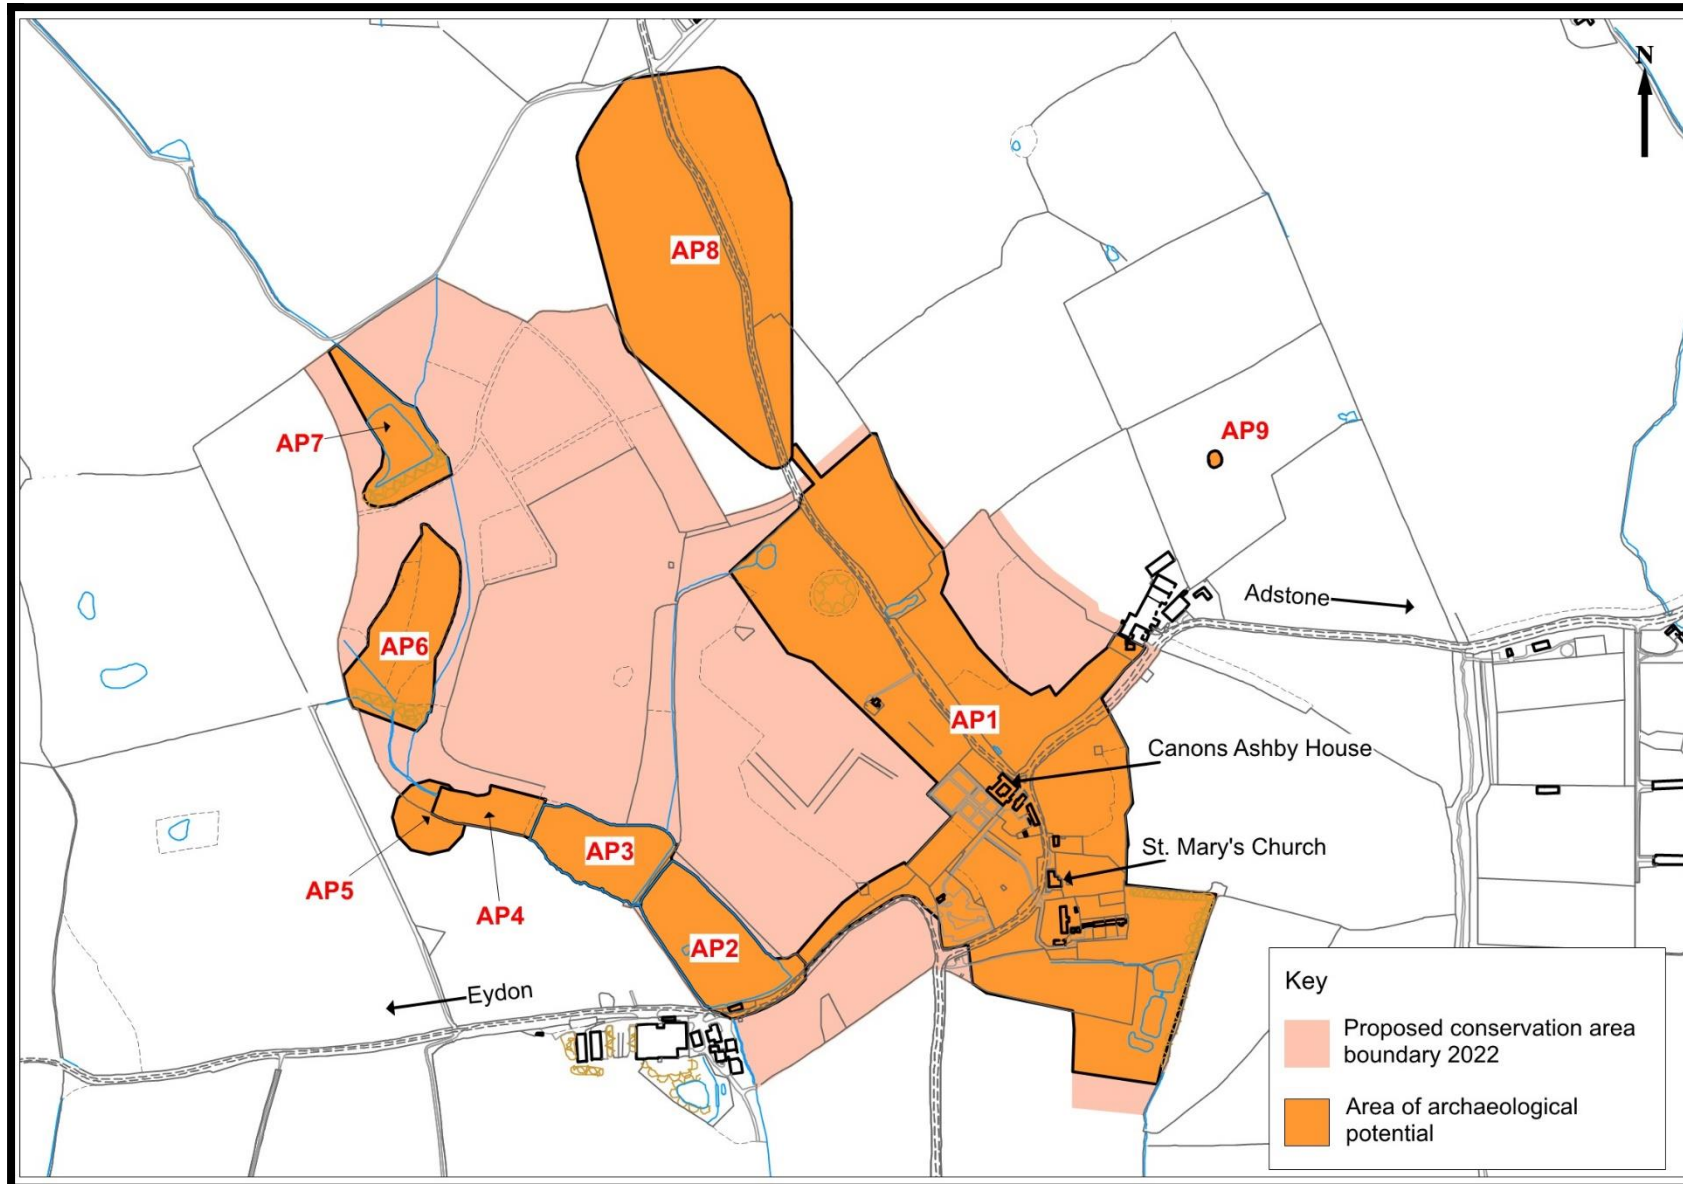 N
AP8
AP7
AP9
AP6
Adstone
AP1
Canons Ashby House
St. Mary's Church
AP3
AP5
AP4
AP2
Eydon
Key
Proposed conservation area
boundary 2022
Area of archaeological
potential